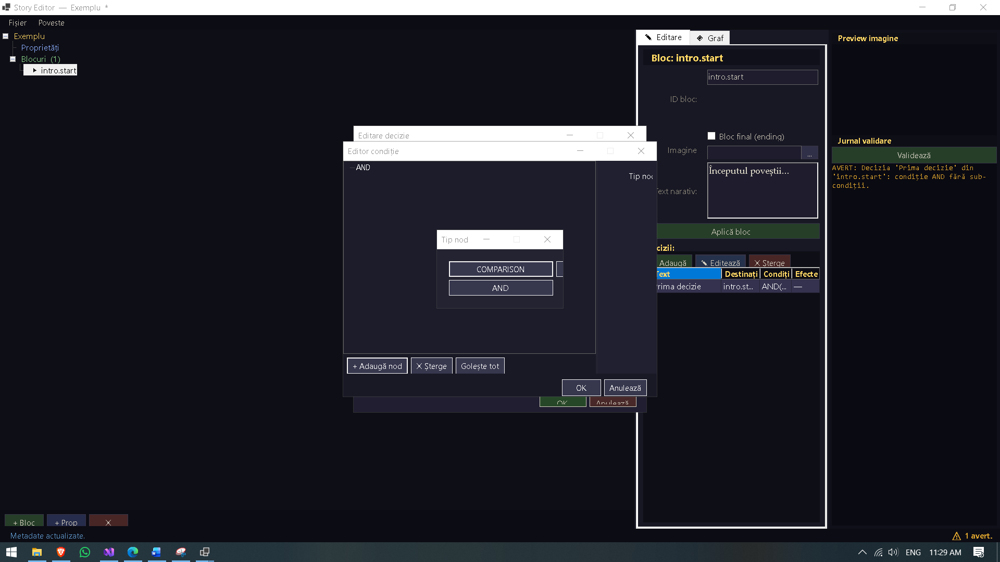 Story Editor — Exemplu *
Fișier Poveste
Exemplu
Proprietăți
Blocuri (1)
intro.start
Editare
Graf
Bloc: intro.start
intro.start
ID bloc:
Bloc final (ending)
Imagine
...
Începutul poveștii...
Text narativ:
Aplică bloc
cizii:
Adaugă
Editează
Șterge
Text Destinați Condiți Efecte
rima decizie intro.st... AND(... —
Preview imagine
Jurnal validare
Validează
AVERT: Decizia 'Prima decizie' din
'intro.start': condiție AND fără sub-
condiții.
Editare decizie
Editor condiție
AND
Tip noc
Tip nod
COMPARISON
AND
+ Adaugă nod
Șterge
Golește tot
OK
Anulează
OK
Anulează
+ Bloc
+ Prop
Metadate actualizate.
1 avert.
ENG
11:29 AM